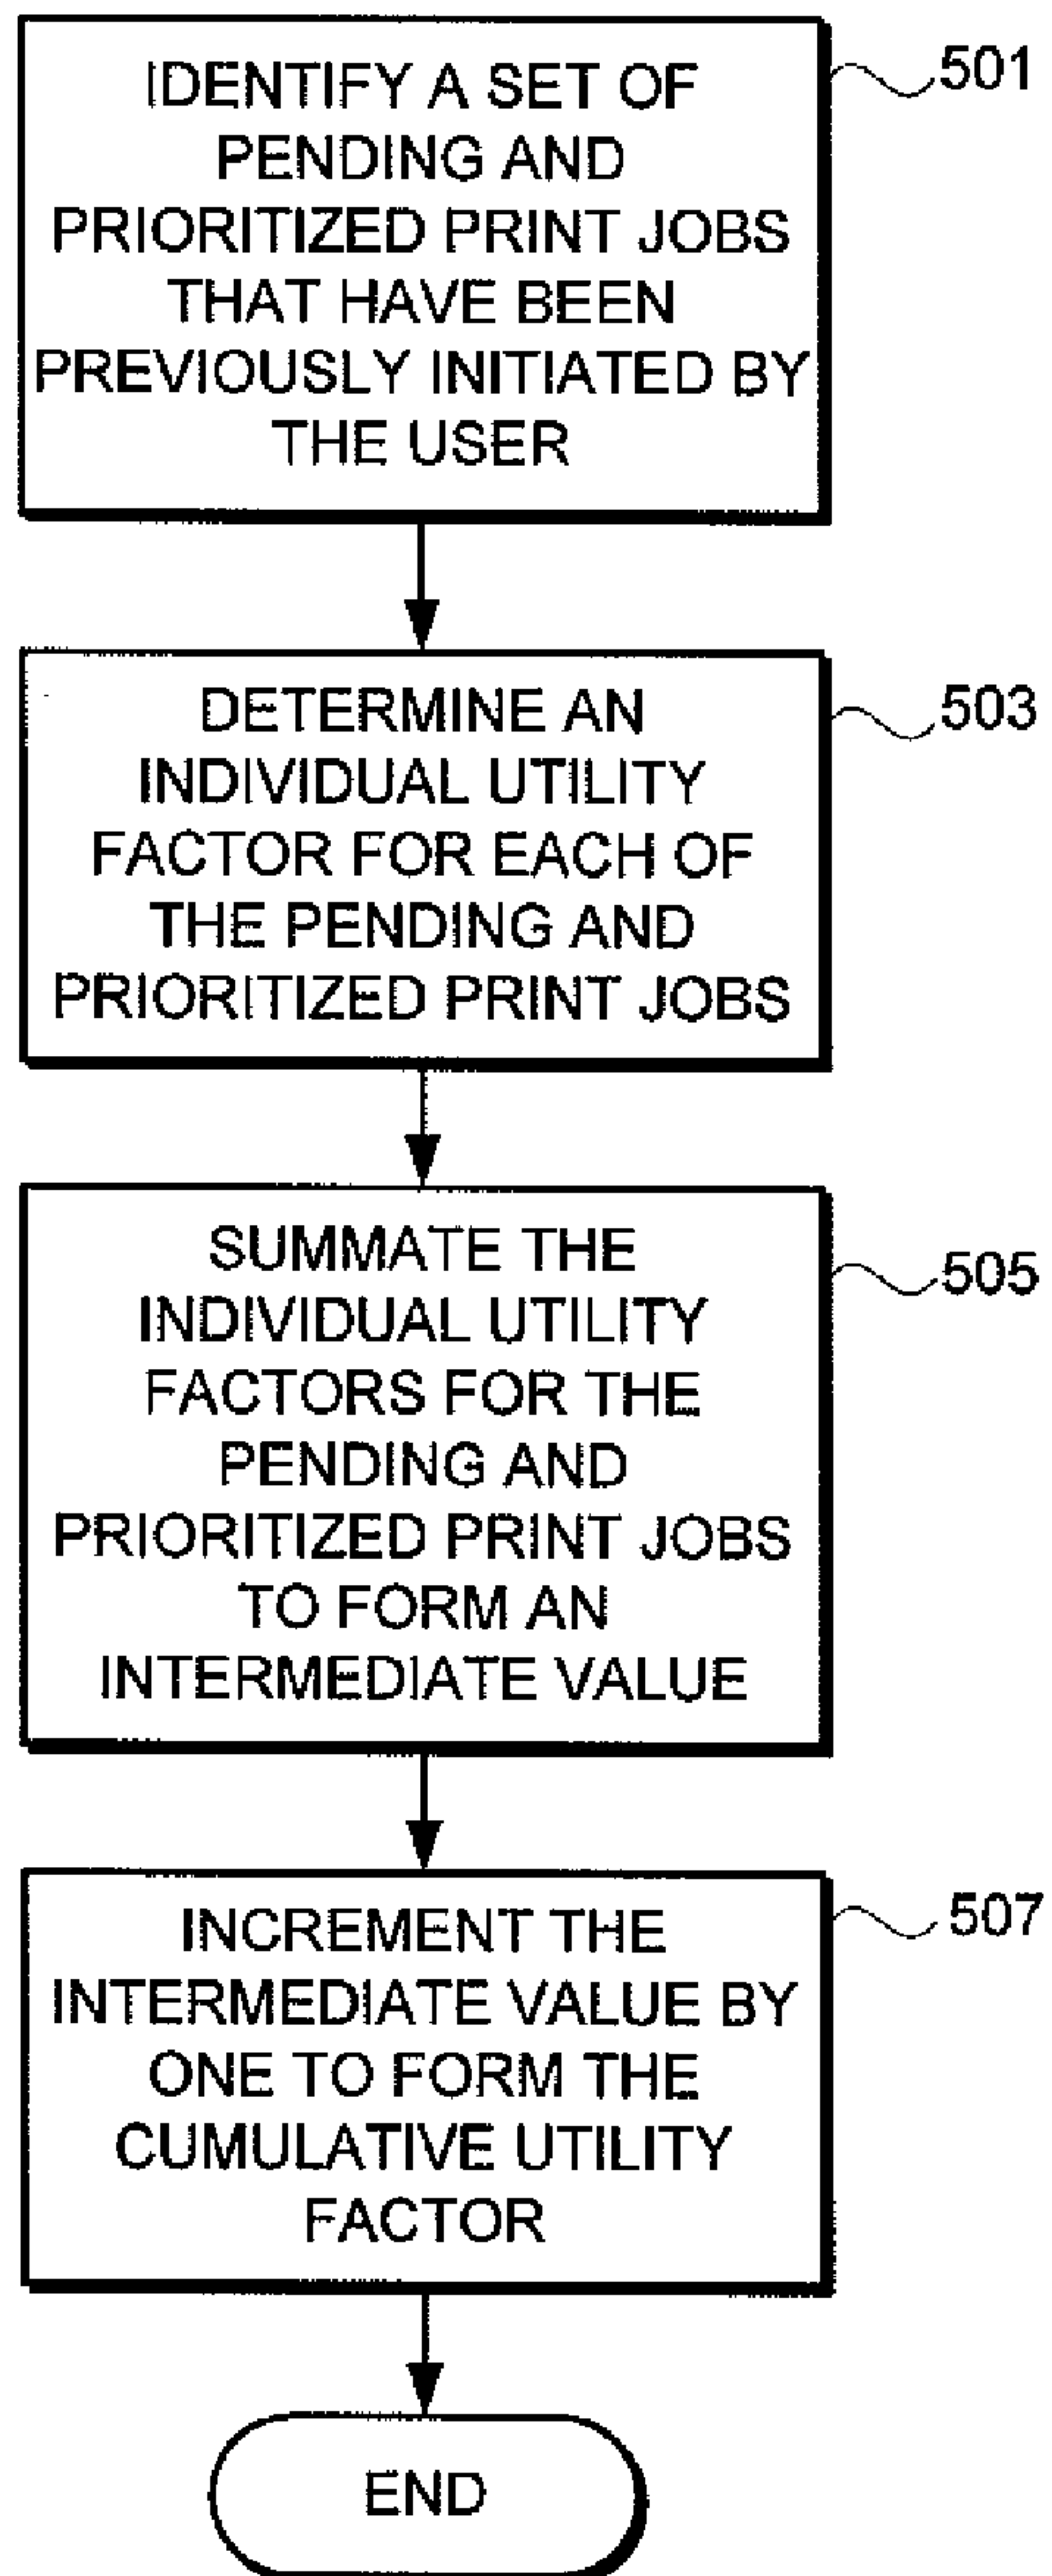 IDENTIFY A SET OF
PENDING AND
PRIORITIZED PRINT JOBS
THAT HAVE BEEN
PREVIOUSLY INITIATED BY
THE USER
501
DETERMINE AN
INDIVIDUAL UTILITY
FACTOR FOR EACH OF
THE PENDING AND
PRIORITIZED PRINT JOBS
503
SUMMATE THE
INDIVIDUAL UTILITY
FACTORS FOR THE
PENDING AND
PRIORITIZED PRINT JOBS
TO FORM AN
INTERMEDIATE VALUE
505
INCREMENT THE
INTERMEDIATE VALUE BY
ONE TO FORM THE
CUMULATIVE UTILITY
FACTOR
507
END